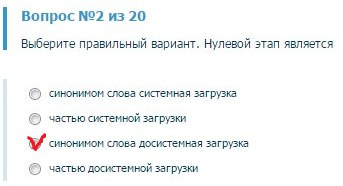 Вопрос №2 из 20
Выберите правильный вариант. Нулевой этап является
синонимом слова системная загрузка
частью системной загрузки
синонимом слова досистемная загрузка
частью досистемной загрузки